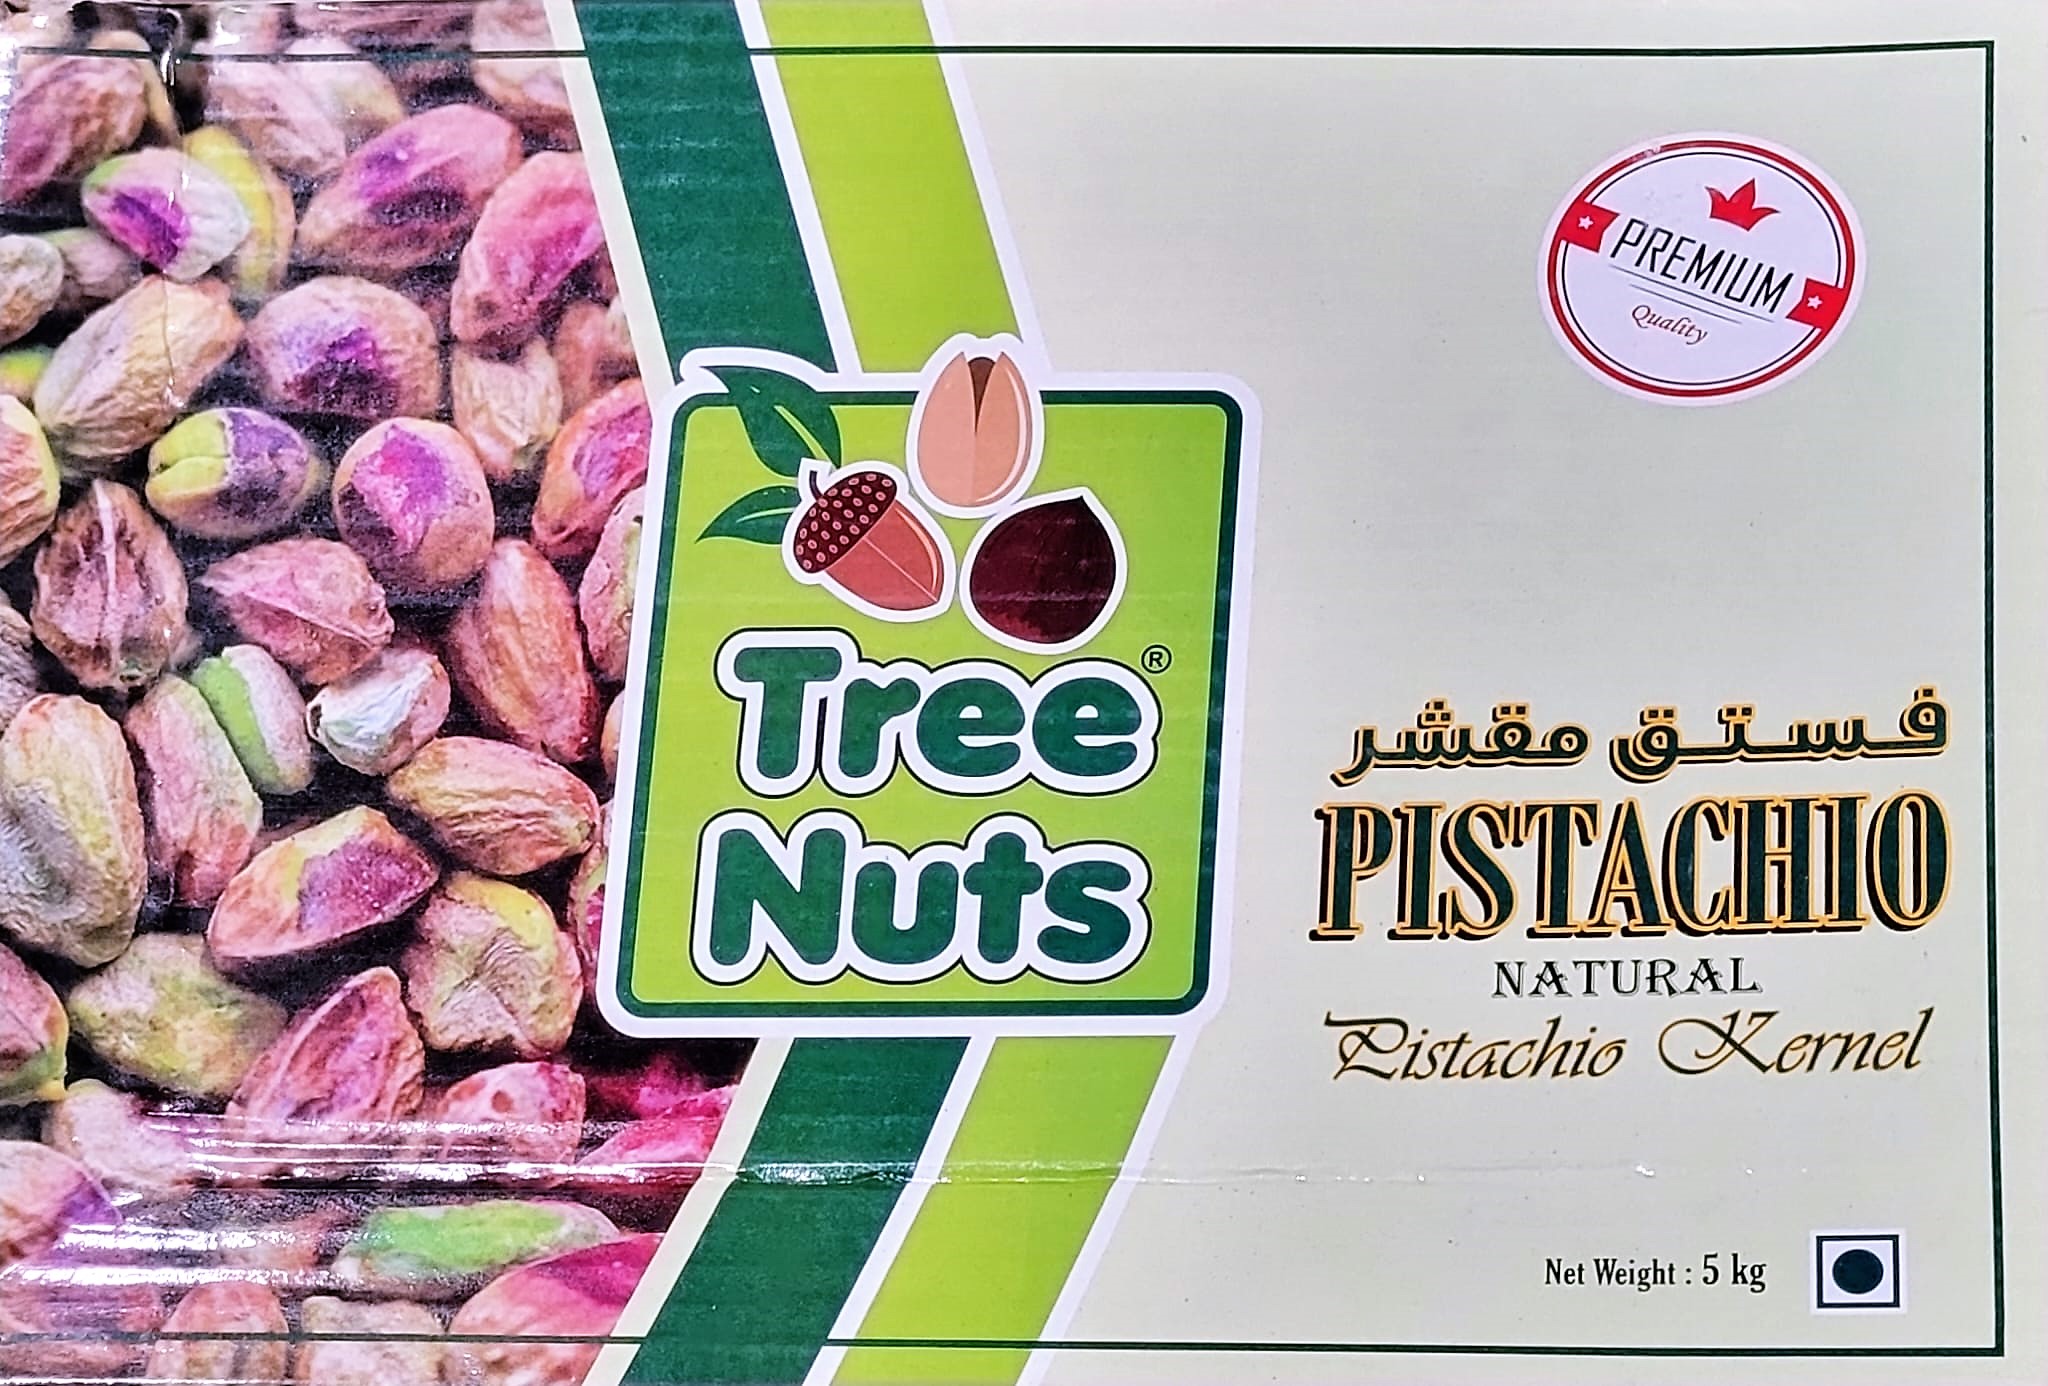 PREMIUM
Quality
Tree ®
Nuts
فستق مقشر
PISTACHIO
NATURAL
Pistachio Kernel
Net Weight : 5 kg